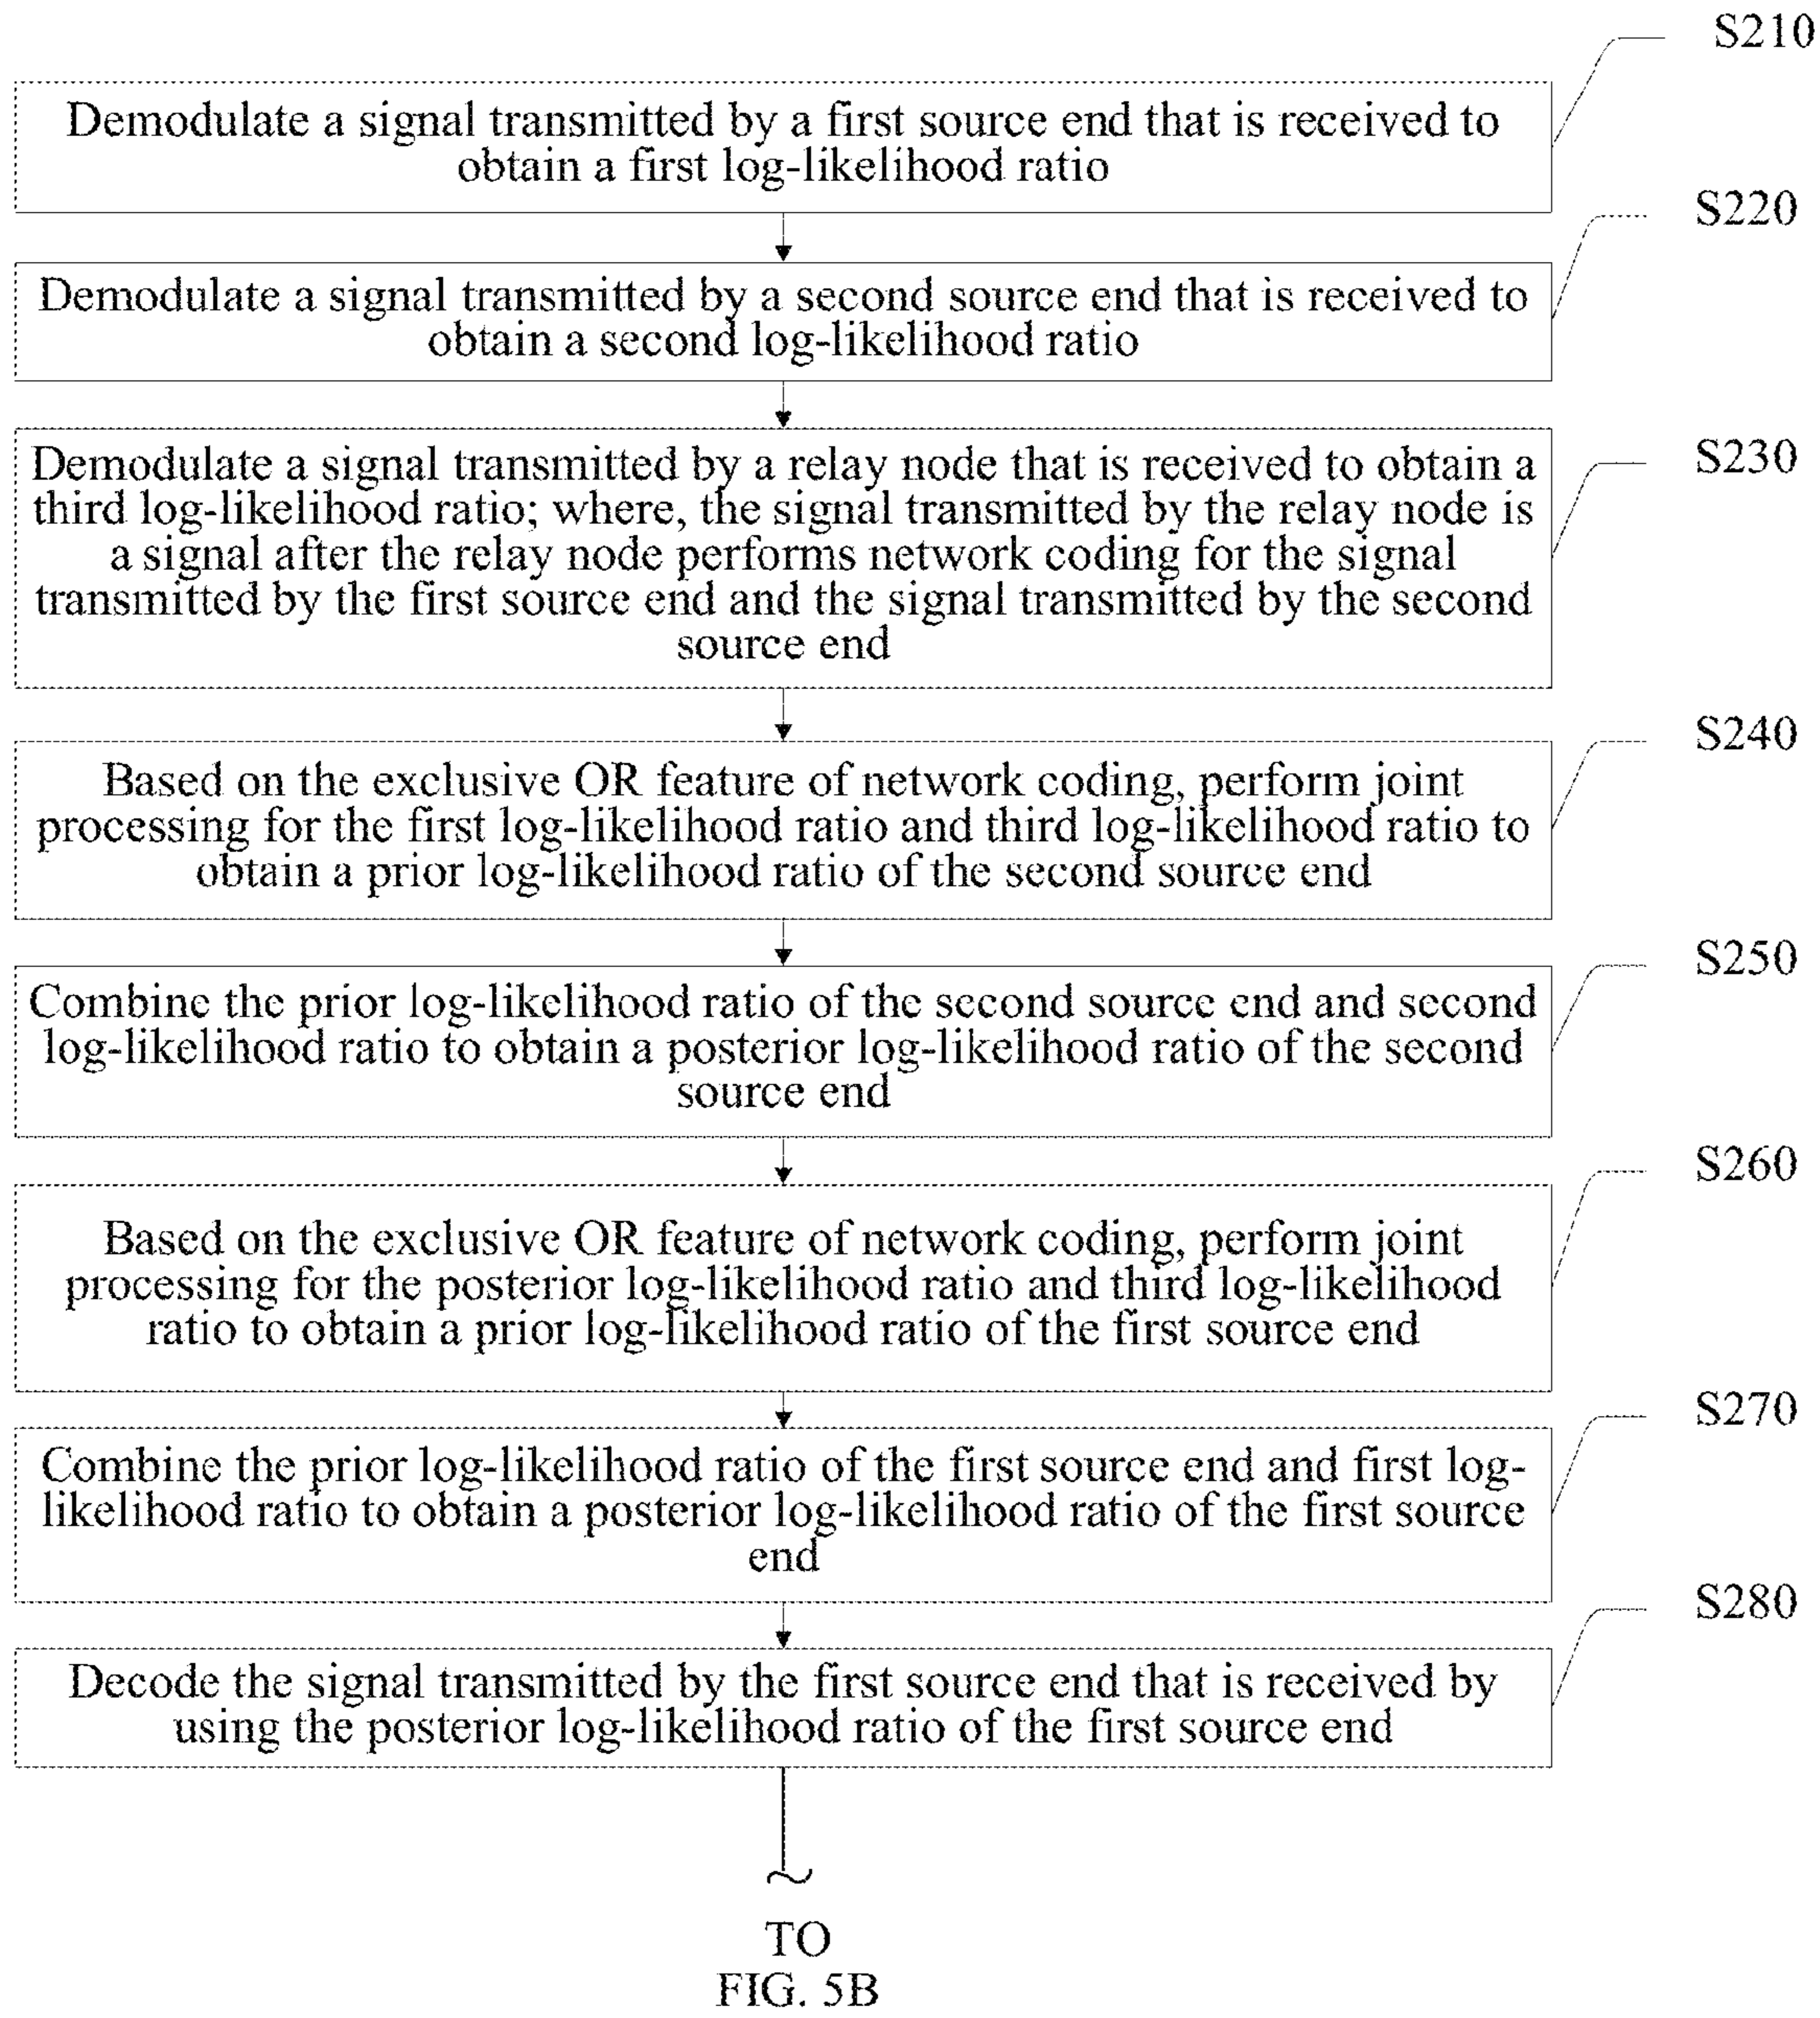 S210
Demodulate a signal transmitted by a first source end that is received to
obtain a first log-likelihood ratio
S220
Demodulate a signal transmitted by a second source end that is received to
obtain a second log-likelihood ratio
S230
Demodulate a signal transmitted by a relay node that is received to obtain a
third log-likelihood ratio; where, the signal transmitted by the relay node is
a signal after the relay node performs network coding for the signal
transmitted by the first source end and the signal transmitted by the second
source end
S240
Based on the exclusive OR feature of network coding, perform joint
processing for the first log-likelihood ratio and third log-likelihood ratio to
obtain a prior log-likelihood ratio of the second source end
S250
Combine the prior log-likelihood ratio of the second source end and second
log-likelihood ratio to obtain a posterior log-likelihood ratio of the second
source end
S260
Based on the exclusive OR feature of network coding, perform joint
processing for the posterior log-likelihood ratio and third log-likelihood
ratio to obtain a prior log-likelihood ratio of the first source end
S270
Combine the prior log-likelihood ratio of the first source end and first log-
likelihood ratio to obtain a posterior log-likelihood ratio of the first source
end
S280
Decode the signal transmitted by the first source end that is received by
using the posterior log-likelihood ratio of the first source end
TO
FIG. 5B